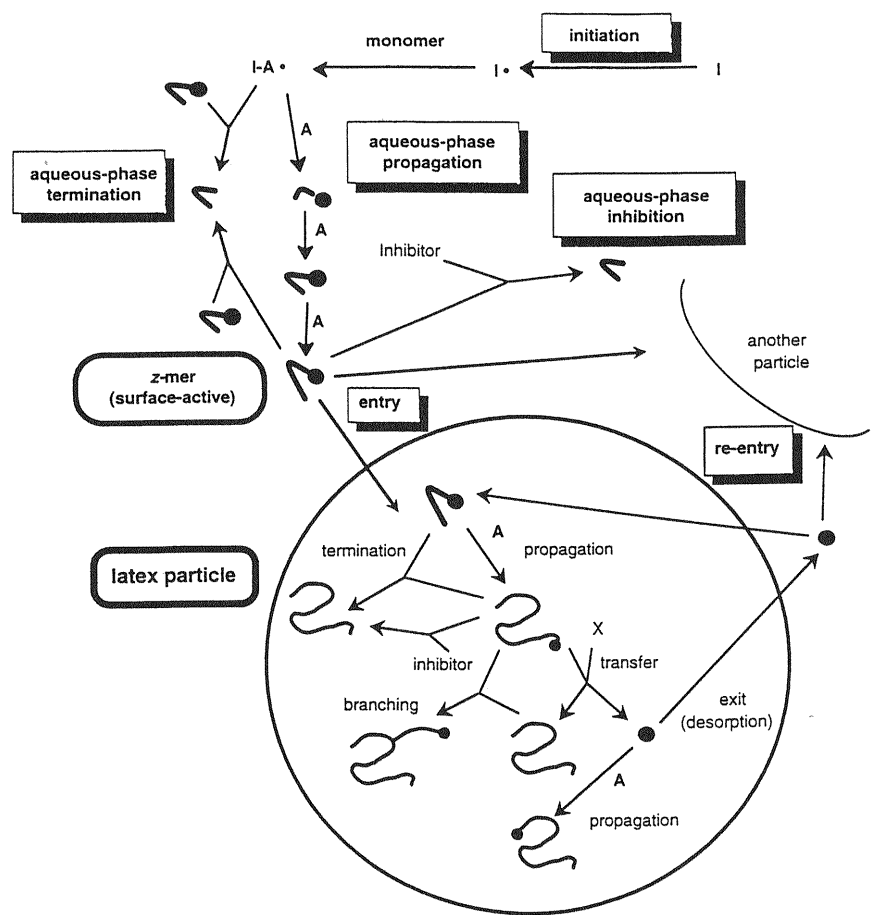 initiation
monomer
I-A •
I •
I
A
aqueous-phase
propagation
aqueous-phase
termination
aqueous-phase
inhibition
A
Inhibitor
A
another
particle
z-mer
(surface-active)
entry
re-entry
A
termination
propagation
latex particle
X
inhibitor
transfer
branching
exit
(desorption)
A
propagation